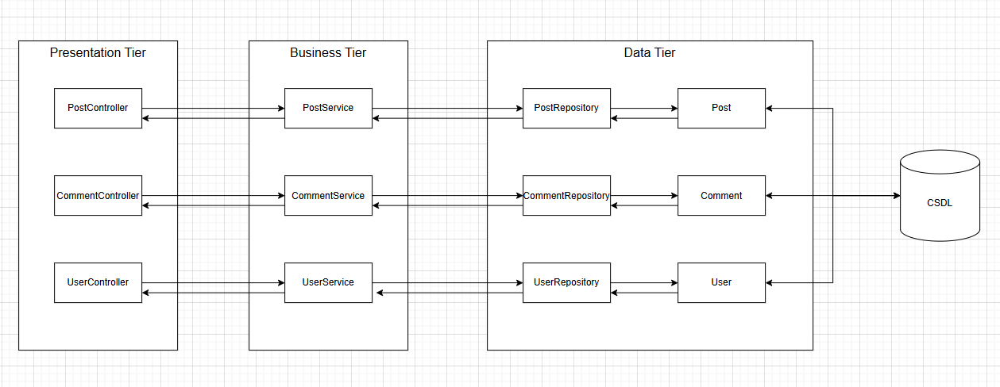 Presentation Tier
Business Tier
Data Tier
PostController
PostService
PostRepository
Post
CommentController
CommentService
CommentRepository
Comment
CSDL
UserController
UserService
UserRepository
User